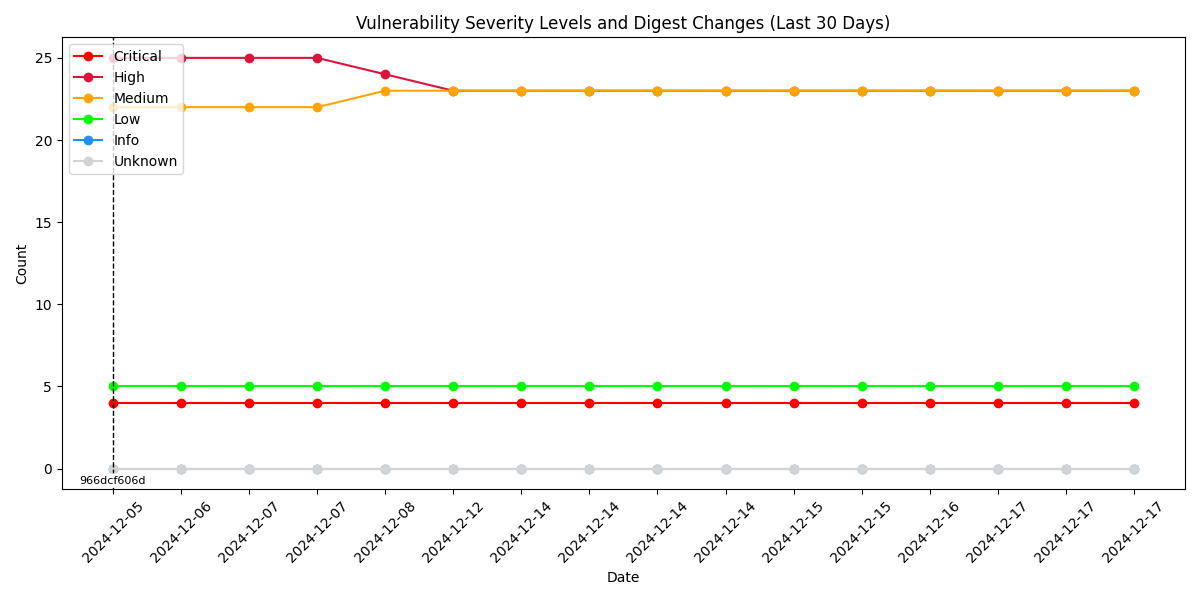 Vulnerability Severity Levels and Digest Changes (Last 30 Days)
Critical
High
Medium
Low
Info
Unknown
25
20
15
10
5
0
Count
966dcf606d
2024-12-05
2024-12-06
2024-12-07
2024-12-07
2024-12-08
2024-12-12
2024-12-14
2024-12-14
2024-12-14
2024-12-14
2024-12-15
2024-12-15
2024-12-16
2024-12-17
2024-12-17
2024-12-17
Date